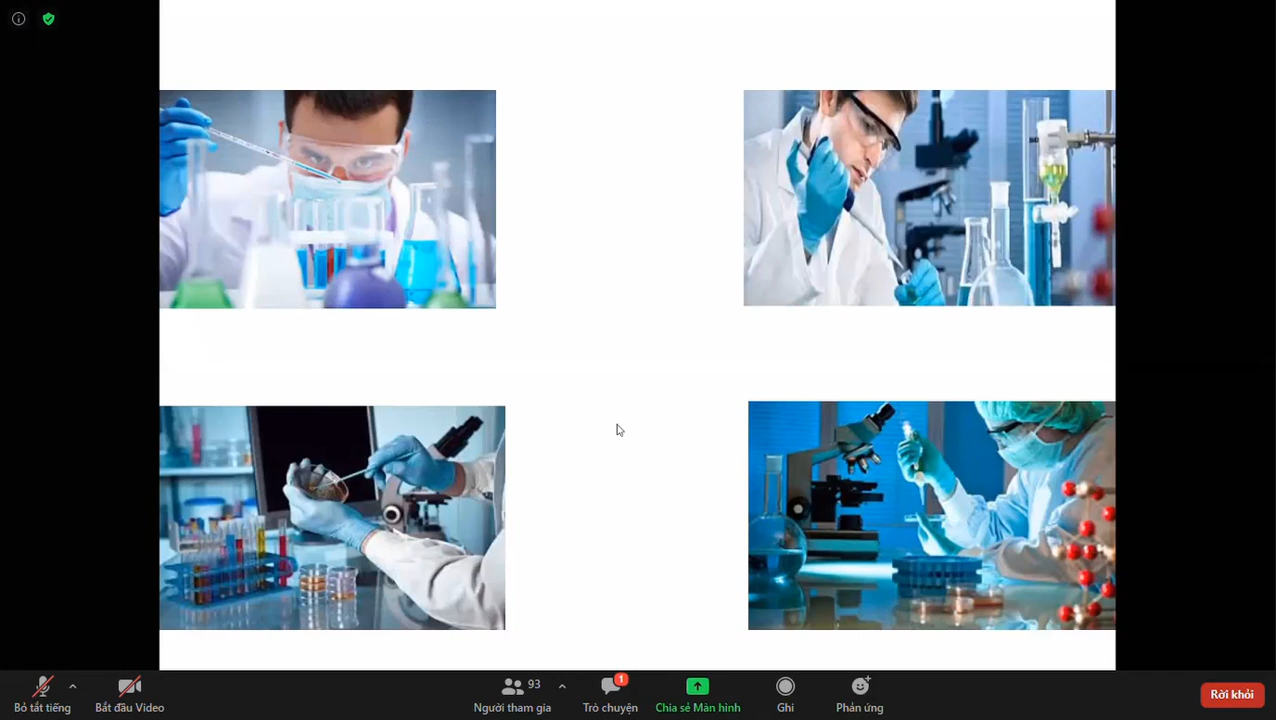 93
1
Bỏ tắt tiếng
Bắt đầu Video
Người tham gia
Trò chuyện
Chia sẻ Màn hình
Ghi
Phản ứng
Rời khỏi